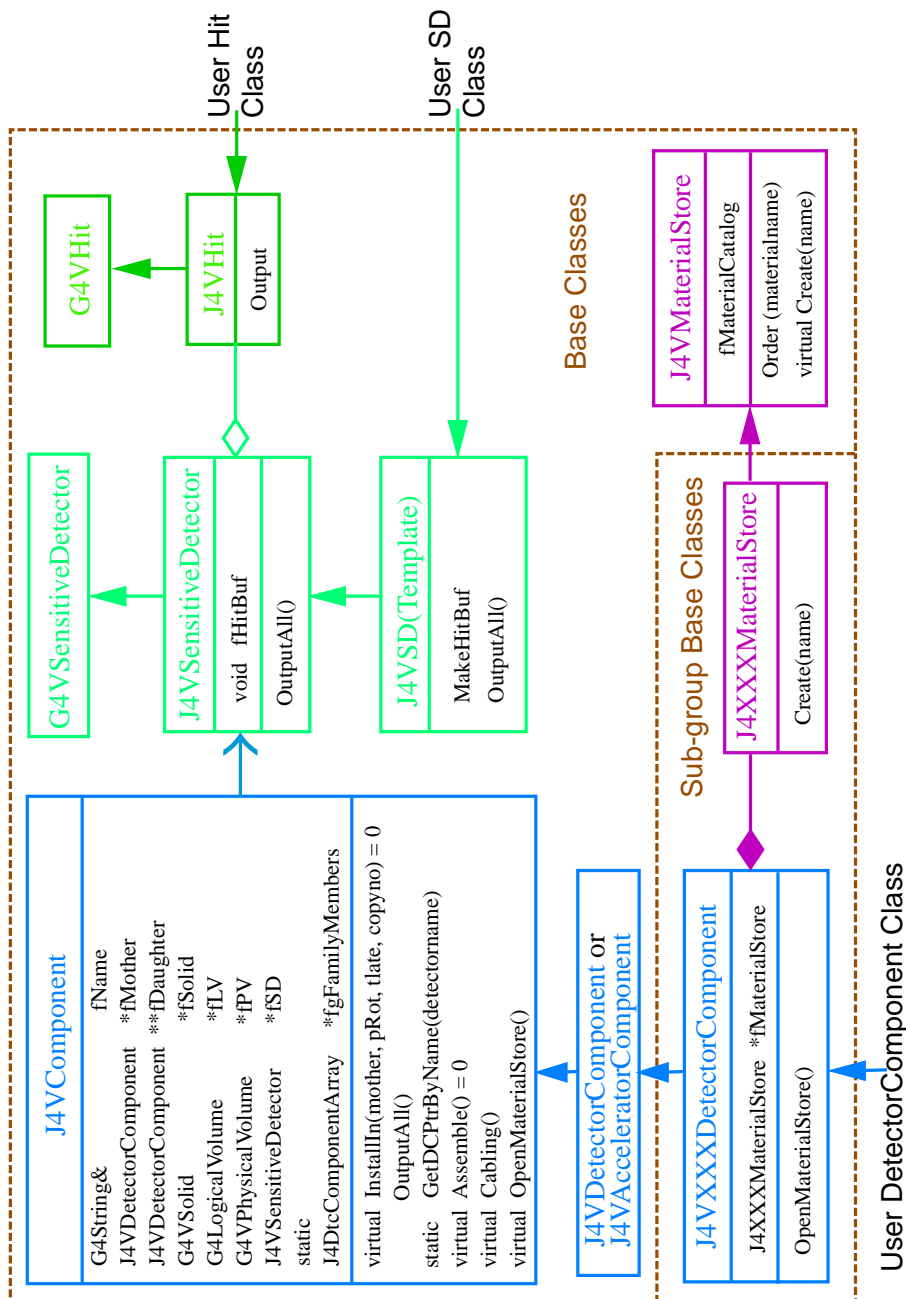 J4VComponent
G4String& fName
J4VDetectorComponent *fMother
J4VDetectorComponent **fDaughter
G4VSolid *fSolid
G4LogicalVolume *fLV
G4VPhysicalVolume *fPV
J4VSensitiveDetector *fSD
static
J4DtcComponentArray *fgFamilyMembers
virtual InstallIn(mother, pRot, tlate, copyno) = 0
OutputAll()
static GetDCPtrByName(detectorname)
virtual Assemble() = 0
virtual Cabling()
virtual OpenMaterialStore()
J4VDetectorComponent or
J4VAcceleratorComponent
J4VXXXDetectorComponent
J4XXXMaterialStore *fMaterialStore
OpenMaterialStore()
User DetectorComponent Class
G4VSensitiveDetector
J4VSensitiveDetector
void fHitBuf
OutputAll()
J4VSD(Template)
MakeHitBuf
OutputAll()
Sub-group Base Classes
J4XXXMaterialStore
Create(name)
G4VHit
J4VHit
Output
User Hit
Class
User SD
Class
Base Classes
J4VMaterialStore
fMaterialCatalog
Order (materialname)
virtual Create(name)